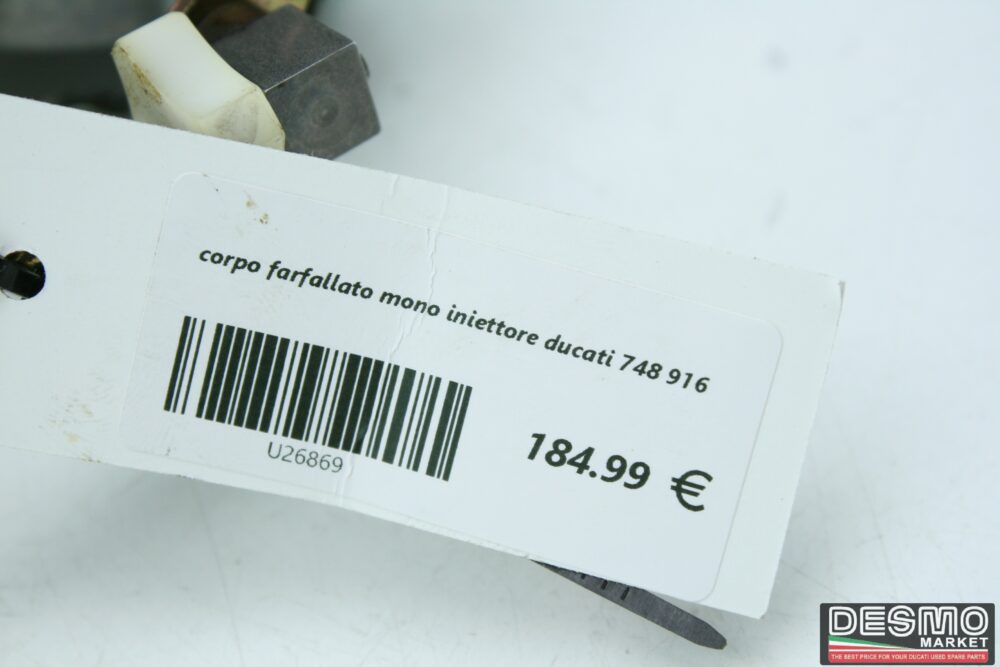 corpo farfallato mono iniettore ducati 748 916
U26869
184.99 €
DESMO
MARKET
THE BEST PRICE FOR YOUR DUCATI USED SPARE PARTS